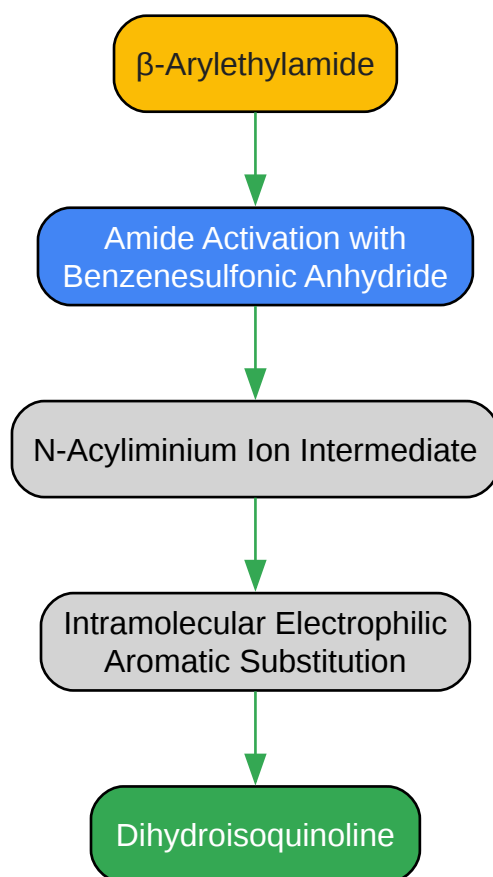 β-Arylethylamide
Amide Activation with
Benzenesulfonic Anhydride
N-Acyliminium Ion Intermediate
Intramolecular Electrophilic
Aromatic Substitution
Dihydroisoquinoline